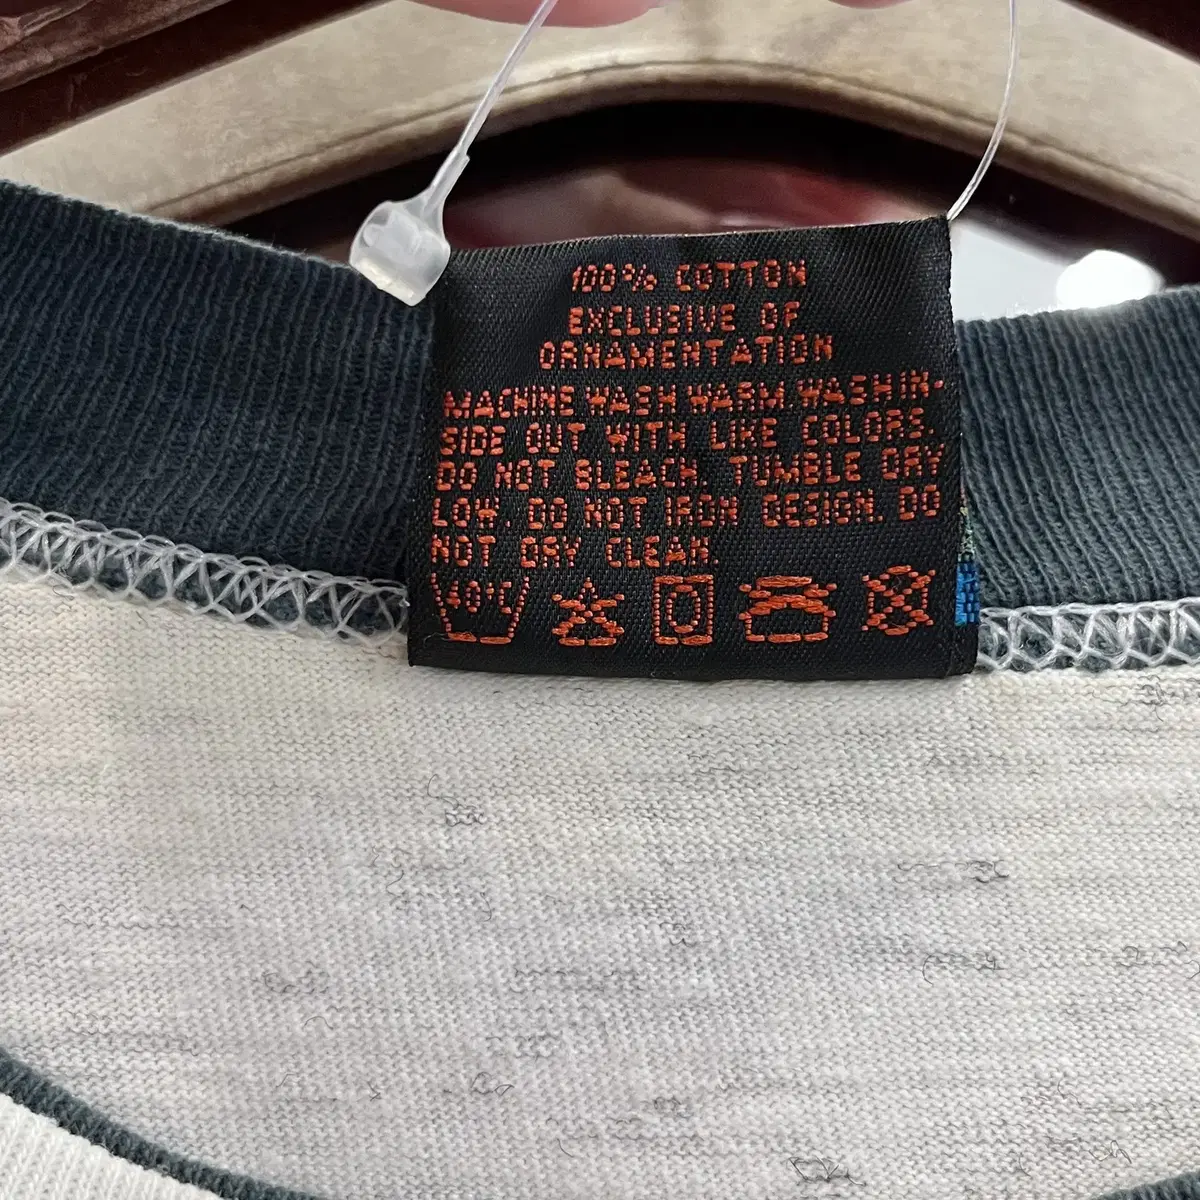 100% COTTON
EXCLUSIVE OF
ORNAMENTATION
MACHINE WASH WARM WASH IN-
SIDE OUT WITH LIKE COLORS.
DO NOT BLEACH. TUMBLE DRY
LOW. DO NOT IRON DESIGN. DO
NOT DRY CLEAN.
40°C